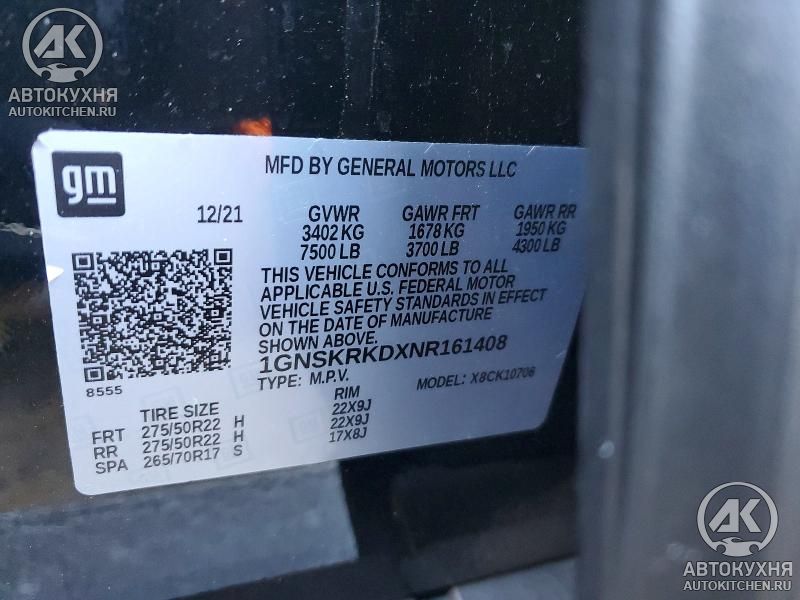 AK
АВТОКУХНЯ
AUTOKITCHEN.RU
gm
MFD BY GENERAL MOTORS LLC
12/21 GVWR GAWR FRT GAWR RR
3402 KG 1678 KG 1950 KG
7500 LB 3700 LB 4300 LB
THIS VEHICLE CONFORMS TO ALL
APPLICABLE U.S. FEDERAL MOTOR
VEHICLE SAFETY STANDARDS IN EFFECT
ON THE DATE OF MANUFACTURE
SHOWN ABOVE.
1GNSKRKDXNR161408
8555
TYPE: M.P.V. MODEL: X8CK10706
TIRE SIZE RIM
FRT 275/50R22 H 22X9J
RR 275/50R22 H 22X9J
SPA 265/70R17 S 17X8J
AK
АВТОКУХНЯ
AUTOKITCHEN.RU